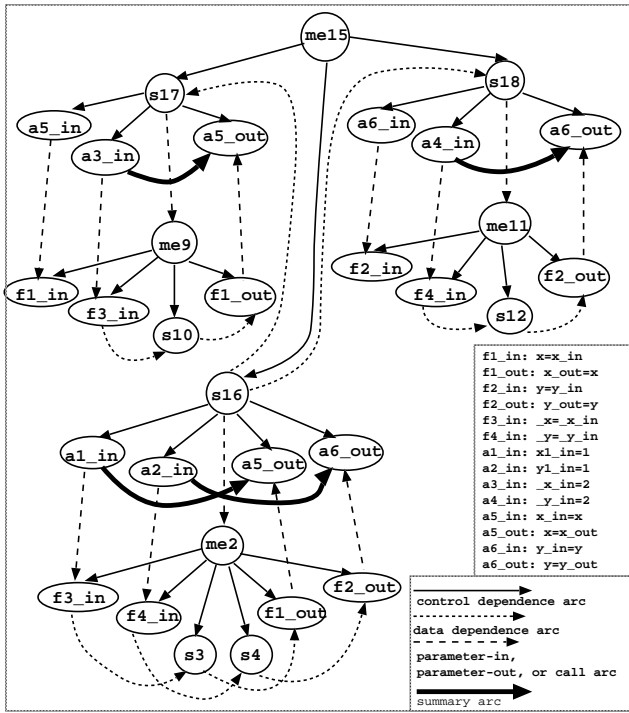 me15
s17
s18
a5_in
a3_in
a5_out
a6_in
a4_in
a6_out
me9
me11
f1_in
f3_in
s10
f1_out
f2_in
f4_in
s12
f2_out
s16
a1_in
a2_in
a5_out
a6_out
me2
f3_in
f4_in
s3
s4
f1_out
f2_out
f1_in: x=x_in
f1_out: x_out=x
f2_in: y=y_in
f2_out: y_out=y
f3_in: _x=_x_in
f4_in: _y=_y_in
a1_in: x1_in=1
a2_in: y1_in=1
a3_in: _x_in=2
a4_in: _y_in=2
a5_in: x_in=x
a5_out: x=x_out
a6_in: y_in=y
a6_out: y=y_out
control dependence arc
data dependence arc
parameter-in,
parameter-out, or call arc
summary arc